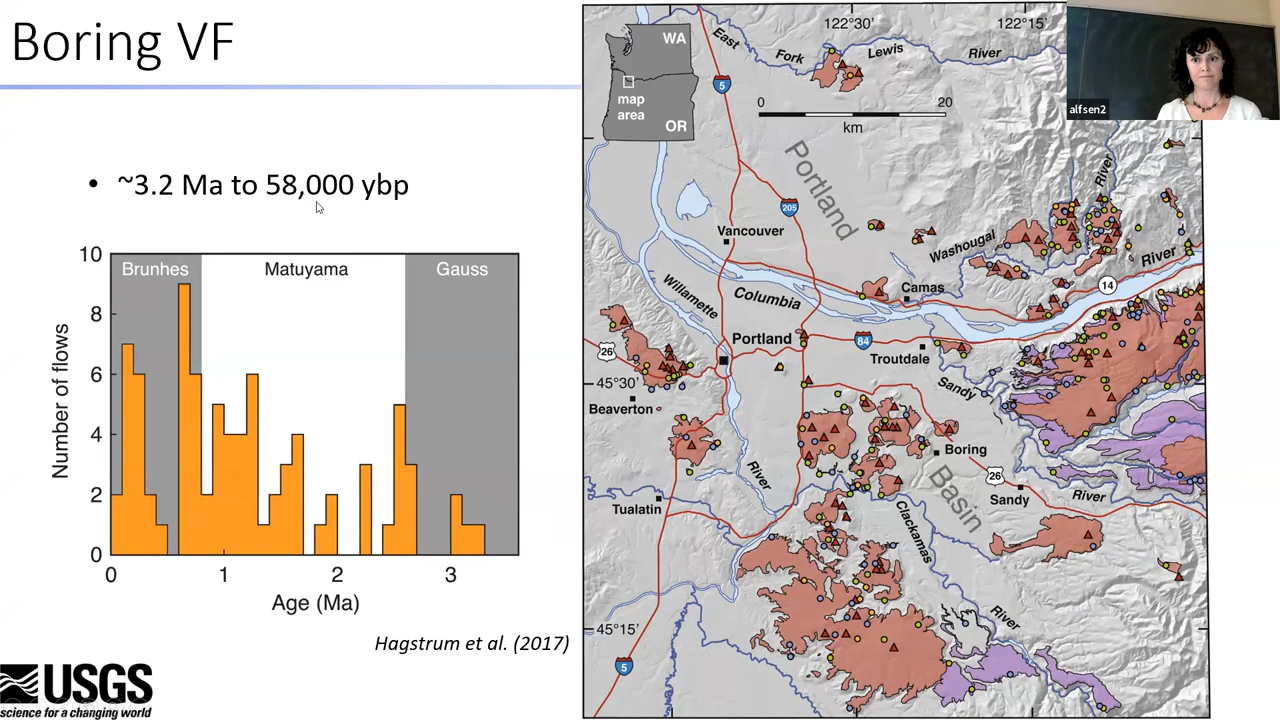 Boring VF
• ~3.2 Ma to 58,000 ybp
10
Brunhes
Matuyama
Gauss
8
6
4
2
0
Number of flows
0
1
2
3
Age (Ma)
Hagstrum et al. (2017)
USGS
science for a changing world
122°30'
122°15'
WA
map
area
OR
East
Fork
Lewis
River
5
0
20
km
Portland
205
River
Vancouver
Washougal
River
Camas
14
Willamette
Columbia
Portland
84
Troutdale
26
45°30'
Beaverton
Sandy
Boring
26
Basin
Sandy
River
River
Tualatin
Clackamas
River
45°15'
5
alfsen2